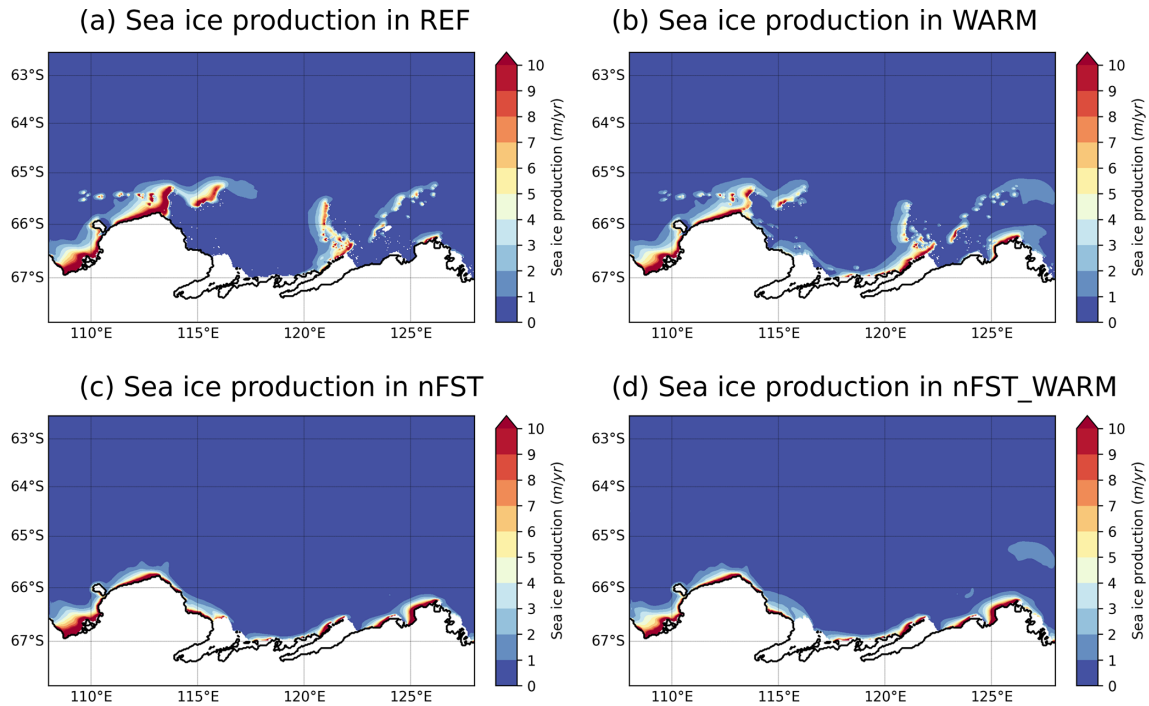 (a) Sea ice production in REF
63°S
64°S
65°S
66°S
67°S
110°E 115°E 120°E 125°E
10
9
8
7
6
5
4
3
2
1
0
Sea ice production (m/yr)
(b) Sea ice production in WARM
63°S
64°S
65°S
66°S
67°S
110°E 115°E 120°E 125°E
10
9
8
7
6
5
4
3
2
1
0
Sea ice production (m/yr)
(c) Sea ice production in nFST
63°S
64°S
65°S
66°S
67°S
110°E 115°E 120°E 125°E
10
9
8
7
6
5
4
3
2
1
0
Sea ice production (m/yr)
(d) Sea ice production in nFST_WARM
63°S
64°S
65°S
66°S
67°S
110°E 115°E 120°E 125°E
10
9
8
7
6
5
4
3
2
1
0
Sea ice production (m/yr)